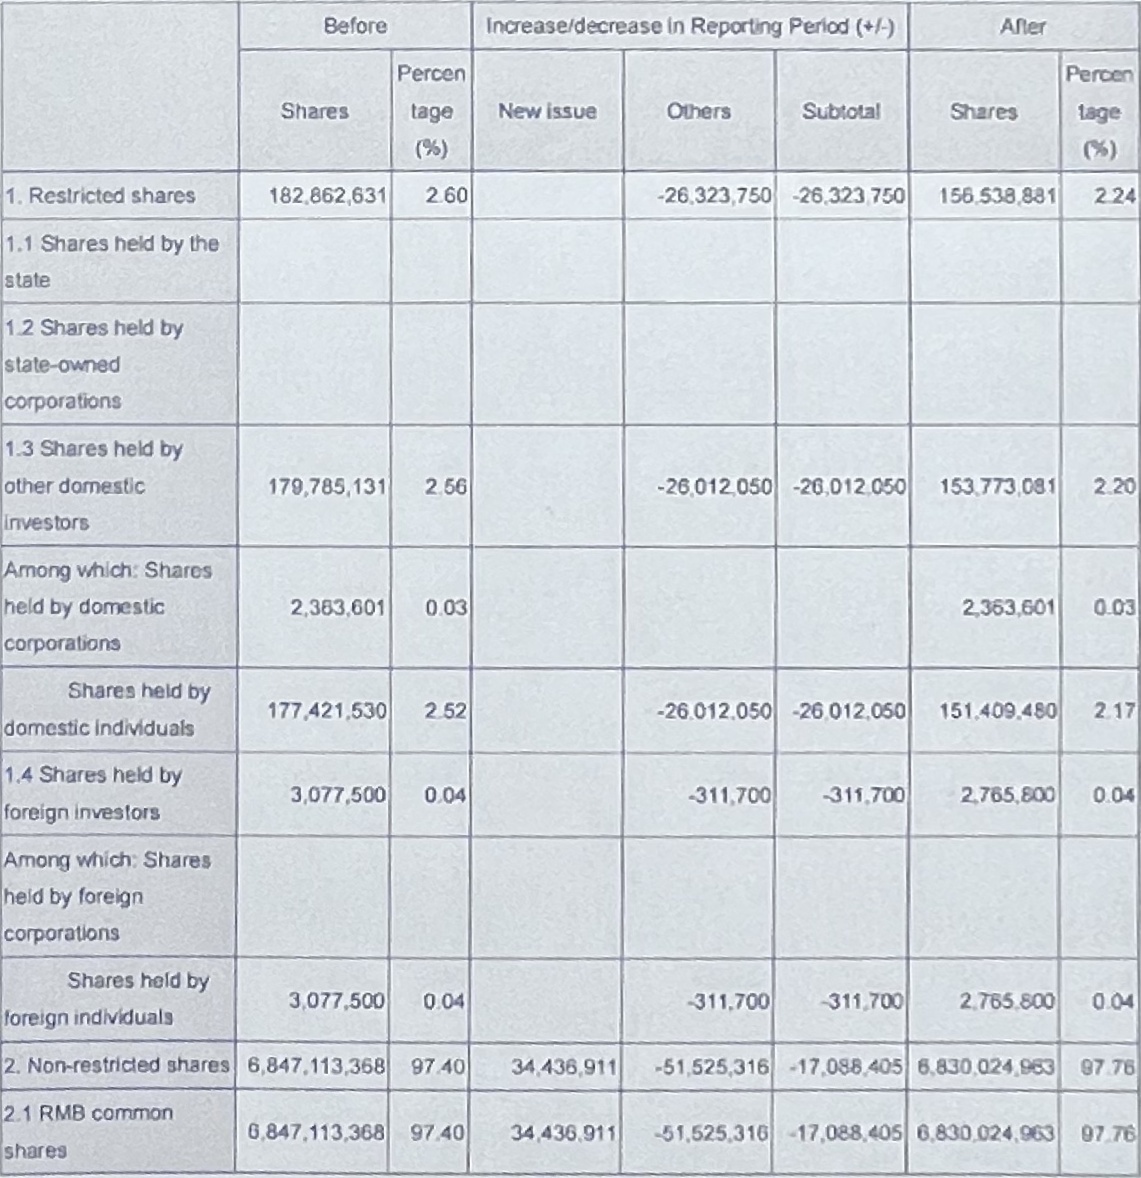 Before Increase/decrease in Reporting Period (+/-) After
Shares Percen tage (%) New issue Others Subtotal Shares Percen tage (%)
1. Restricted shares 182,862,631 2.60 -26,323,750 -26,323,750 156,538,881 2.24
1.1 Shares held by the
state
1.2 Shares held by
state-owned
corporations
1.3 Shares held by
other domestic
investors
179,785,131 2.56 -26,012,050 -26,012,050 153,773,081 2.20
Among which: Shares
held by domestic
corporations
2,363,601 0.03 2,363,601 0.03
Shares held by
domestic individuals
177,421,530 2.52 -26,012,050 -26,012,050 151,409,480 2.17
1.4 Shares held by
foreign investors
3,077,500 0.04 -311,700 -311,700 2,765,800 0.04
Among which: Shares
held by foreign
corporations
Shares held by
foreign individuals
3,077,500 0.04 -311,700 -311,700 2,765,800 0.04
2. Non-restricted shares 6,847,113,368 97.40 34,436,911 -51,525,316 -17,088,405 6,830,024,963 97.76
2.1 RMB common
shares
6,847,113,368 97.40 34,436,911 -51,525,316 -17,088,405 6,830,024,963 97.76